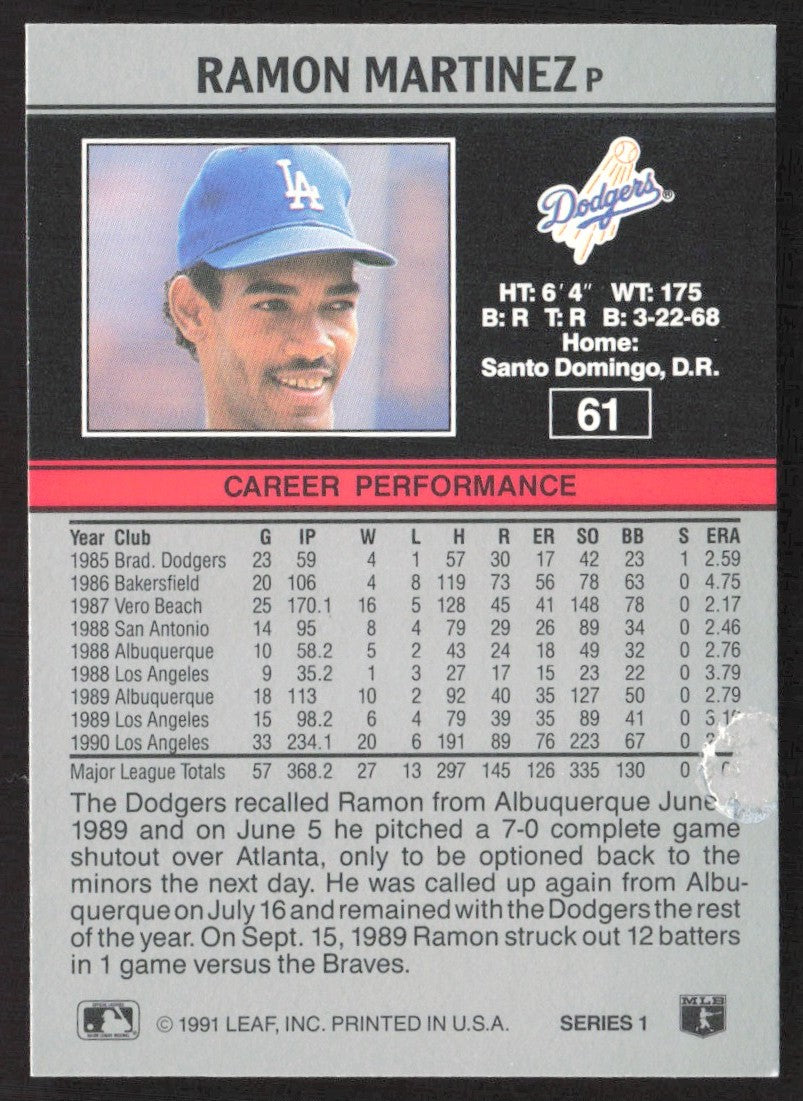 RAMON MARTINEZ P
LA
Dodgers ®
HT: 6' 4" WT: 175
B: R T: R B: 3-22-68
Home:
Santo Domingo, D.R.
61
CAREER PERFORMANCE
Year Club G IP W L H R ER SO BB S ERA
1985 Brad. Dodgers 23 59 4 1 57 30 17 42 23 1 2.59
1986 Bakersfield 20 106 4 8 119 73 56 78 63 0 4.75
1987 Vero Beach 25 170.1 16 5 128 45 41 148 78 0 2.17
1988 San Antonio 14 95 8 4 79 29 26 89 34 0 2.46
1988 Albuquerque 10 58.2 5 2 43 24 18 49 32 0 2.76
1988 Los Angeles 9 35.2 1 3 27 17 15 23 22 0 3.79
1989 Albuquerque 18 113 10 2 92 40 35 127 50 0 2.79
1989 Los Angeles 15 98.2 6 4 79 39 35 89 41 0
1990 Los Angeles 33 234.1 20 6 191 89 76 223 67 0
Major League Totals 57 368.2 27 13 297 145 126 335 130 0
The Dodgers recalled Ramon from Albuquerque June
1989 and on June 5 he pitched a 7-0 complete game
shutout over Atlanta, only to be optioned back to the
minors the next day. He was called up again from Albu-
querque on July 16 and remained with the Dodgers the rest
of the year. On Sept. 15, 1989 Ramon struck out 12 batters
in 1 game versus the Braves.
© 1991 LEAF, INC. PRINTED IN U.S.A. SERIES 1
MLB